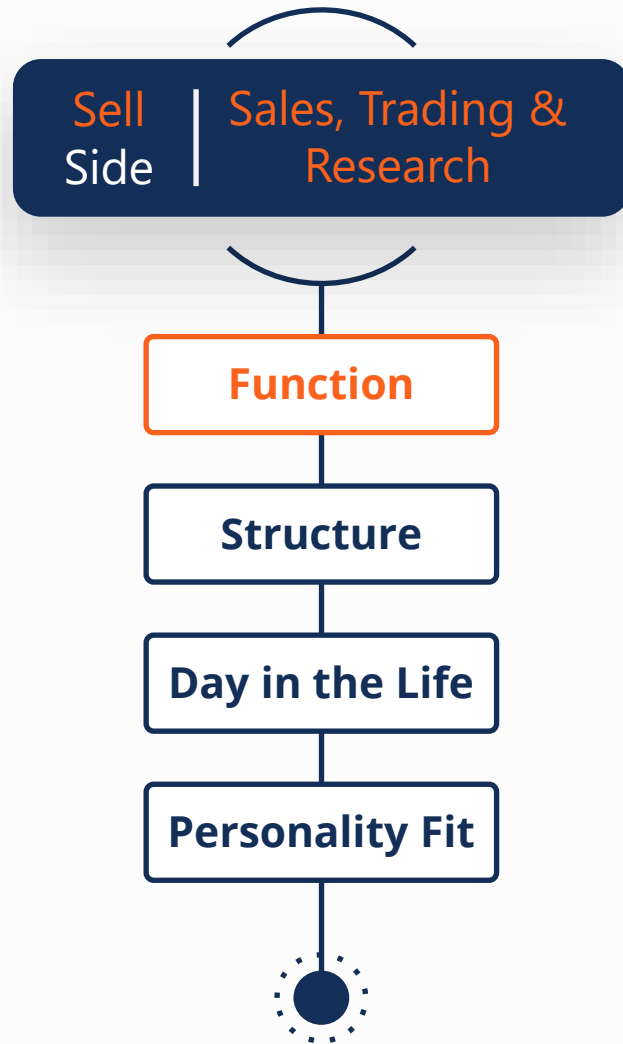 Sell
Side
Sales, Trading &
Research
Function
Structure
Day in the Life
Personality Fit